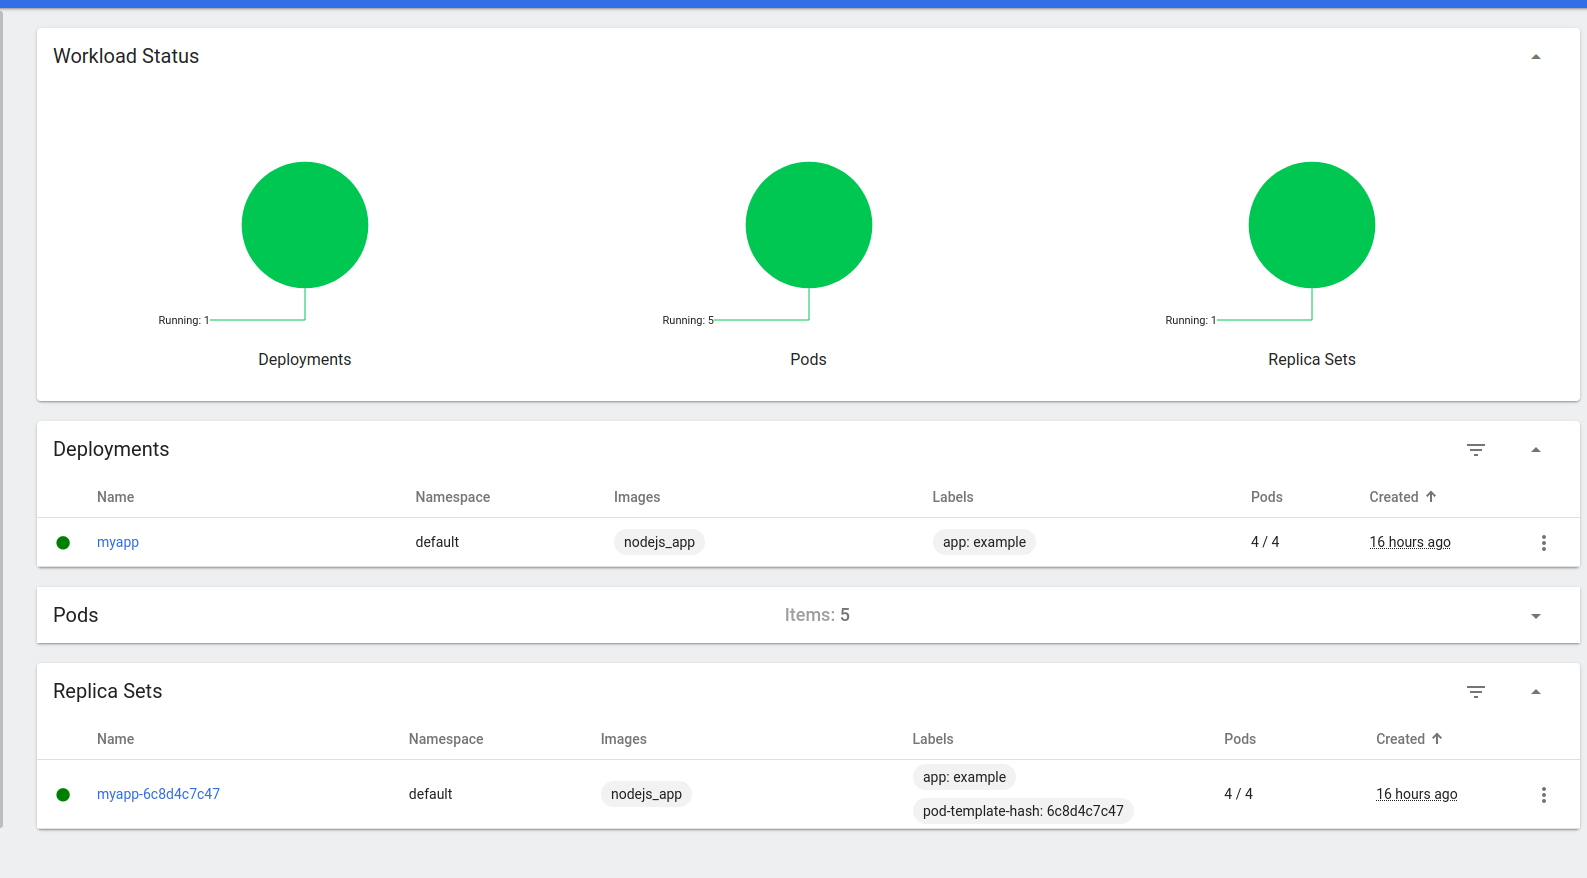 Workload Status
Running: 1
Running: 5
Running: 1
Deployments
Pods
Replica Sets
Deployments
Name Namespace Images Labels Pods Created
myapp default nodejs_app app: example 4 / 4 16 hours ago
Pods Items: 5
Replica Sets
Name Namespace Images Labels Pods Created
app: example
myapp-6c8d4c7c47 default nodejs_app 4 / 4 16 hours ago
pod-template-hash: 6c8d4c7c47